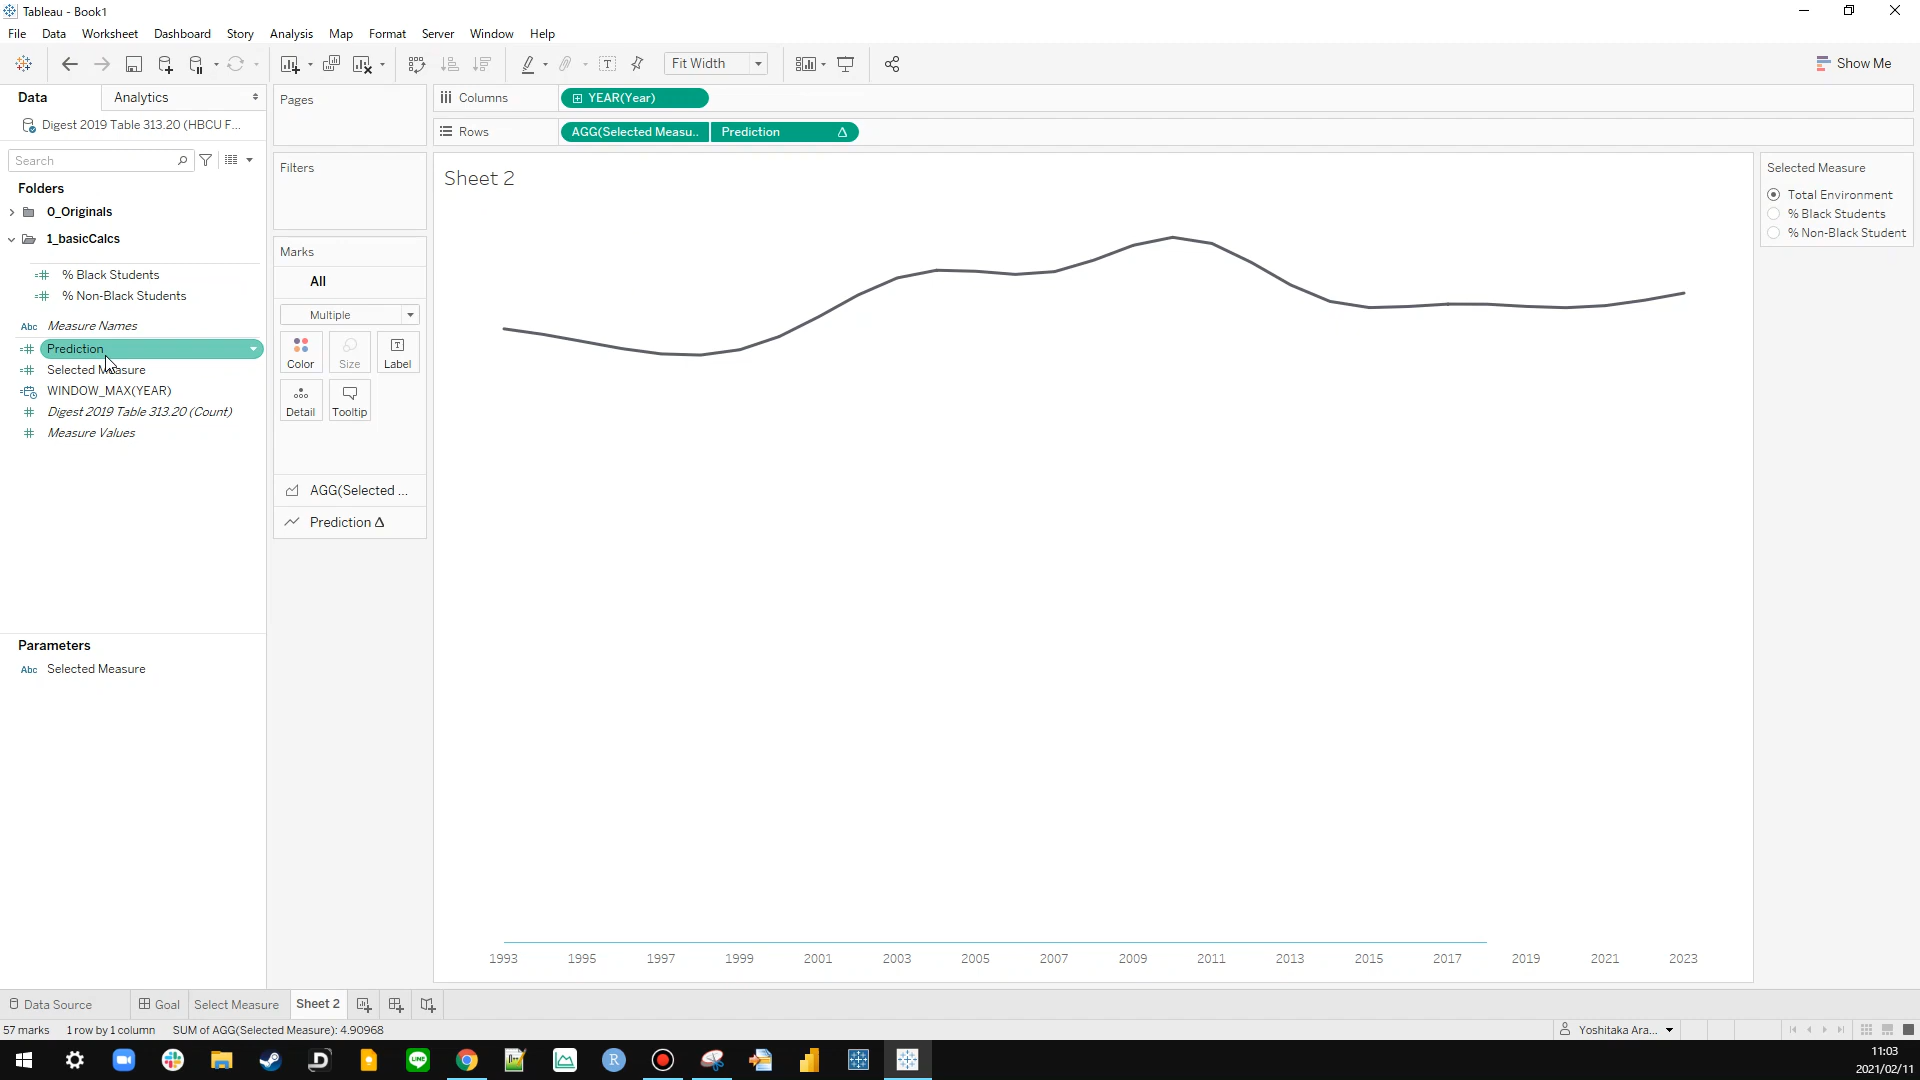 Tableau - Book1
File Data Worksheet Dashboard Story Analysis Map Format Server Window Help
Fit Width
Show Me
Data Analytics
Digest 2019 Table 313.20 (HBCU F...
Search
Folders
0_Originals
1_basicCalcs
% Black Students
% Non-Black Students
Abc Measure Names
Prediction
Selected Measure
WINDOW_MAX(YEAR)
Digest 2019 Table 313.20 (Count)
Measure Values
Parameters
Abc Selected Measure
Pages
Filters
Marks
All
Multiple
Color Size Label
Detail Tooltip
AGG(Selected ...
Prediction Δ
Columns YEAR(Year)
Rows AGG(Selected Measu.. Prediction Δ
Sheet 2
1993 1995 1997 1999 2001 2003 2005 2007 2009 2011 2013 2015 2017 2019 2021 2023
Selected Measure
Total Environment
% Black Students
% Non-Black Student
Data Source Goal Select Measure Sheet 2
57 marks 1 row by 1 column SUM of AGG(Selected Measure): 4.90968
Yoshitaka Ara...
LINE
R
11:03
2021/02/11